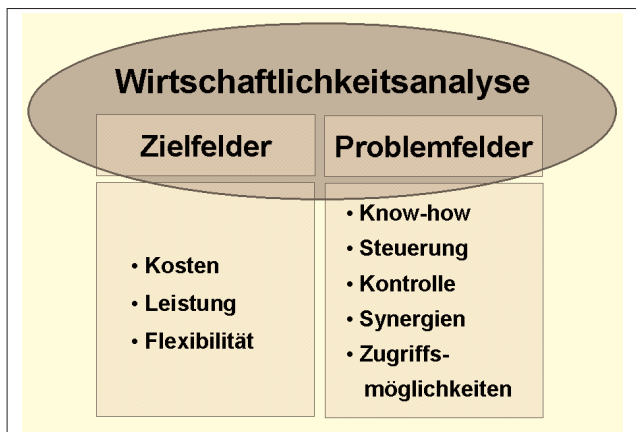 Wirtschaftlichkeitsanalyse
Zielfelder
Problemfelder
• Kosten
• Leistung
• Flexibilität
• Know-how
• Steuerung
• Kontrolle
• Synergien
• Zugriffs-
möglichkeiten